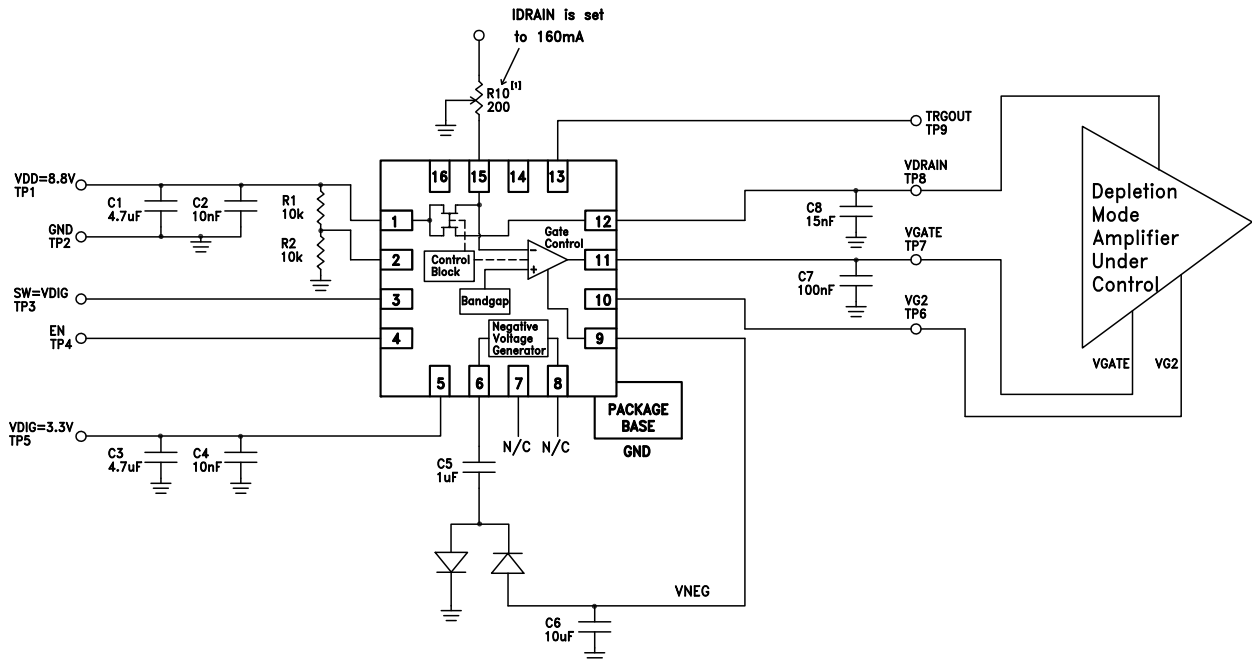 IDRAIN is set
to 160mA
R10[1]
200
TRGOUT
TP9
VDD=8.8V
TP1
C1
4.7uF
C2
10nF
R1
10k
R2
10k
GND
TP2
SW=VDIG
TP3
EN
TP4
VDIG=3.3V
TP5
C3
4.7uF
C4
10nF
16
15
14
13
1
2
3
4
12
11
10
9
5
6
7
8
Control
Block
Bandgap
Gate
Control
-
+
Negative
Voltage
Generator
PACKAGE
BASE
GND
N/C
N/C
C5
1uF
VNEG
C6
10uF
VDRAIN
TP8
C8
15nF
VGATE
TP7
C7
100nF
VG2
TP6
Depletion
Mode
Amplifier
Under
Control
VGATE
VG2